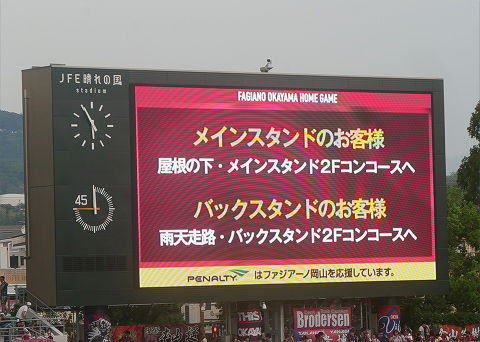 JFE晴れの国
stadium
FAGIANO OKAYAMA HOME GAME
メインスタンドのお客様
屋根の下・メインスタンド2Fコンコースへ
バックスタンドのお客様
雨天走路・バックスタンド2Fコンコースへ
PENALTY はファジアーノ岡山を応援しています。
45
THIS
Brodersen